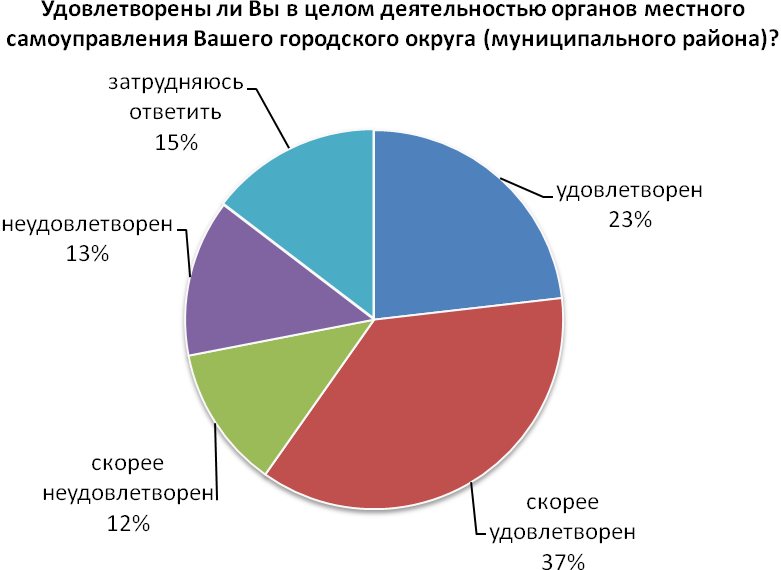 Удовлетворены ли Вы в целом деятельностью органов местного
самоуправления Вашего городского округа (муниципального района)?
затрудняюсь
ответить
15%
удовлетворен
23%
неудовлетворен
13%
скорее
неудовлетворен
12%
скорее
удовлетворен
37%